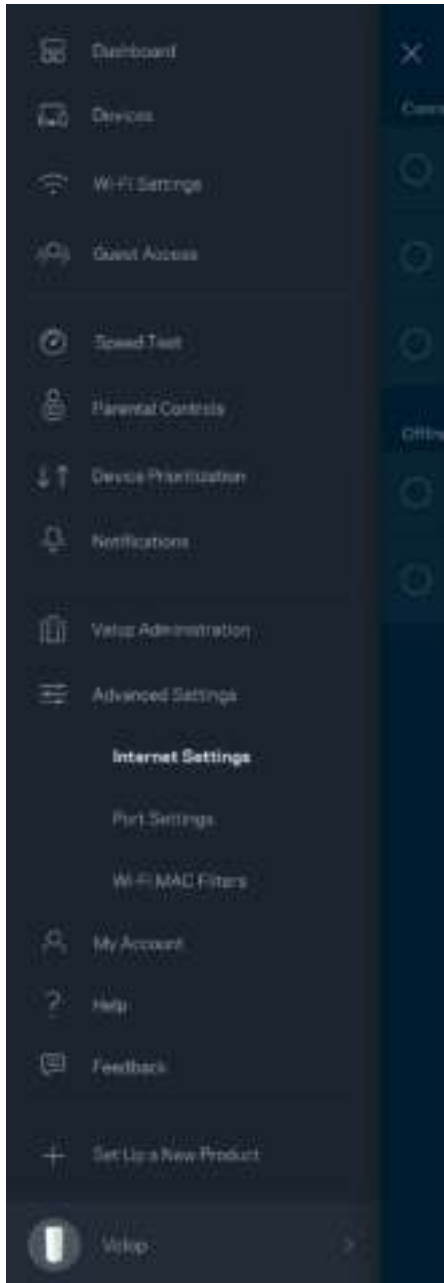 Dashboard
Devices
Wi-Fi Settings
Guest Access
Speed Test
Parental Controls
Device Prioritization
Notifications
Velop Administration
Advanced Settings
Internet Settings
Port Settings
Wi-Fi MAC Filters
My Account
Help
Feedback
Set Up a New Product
Velop